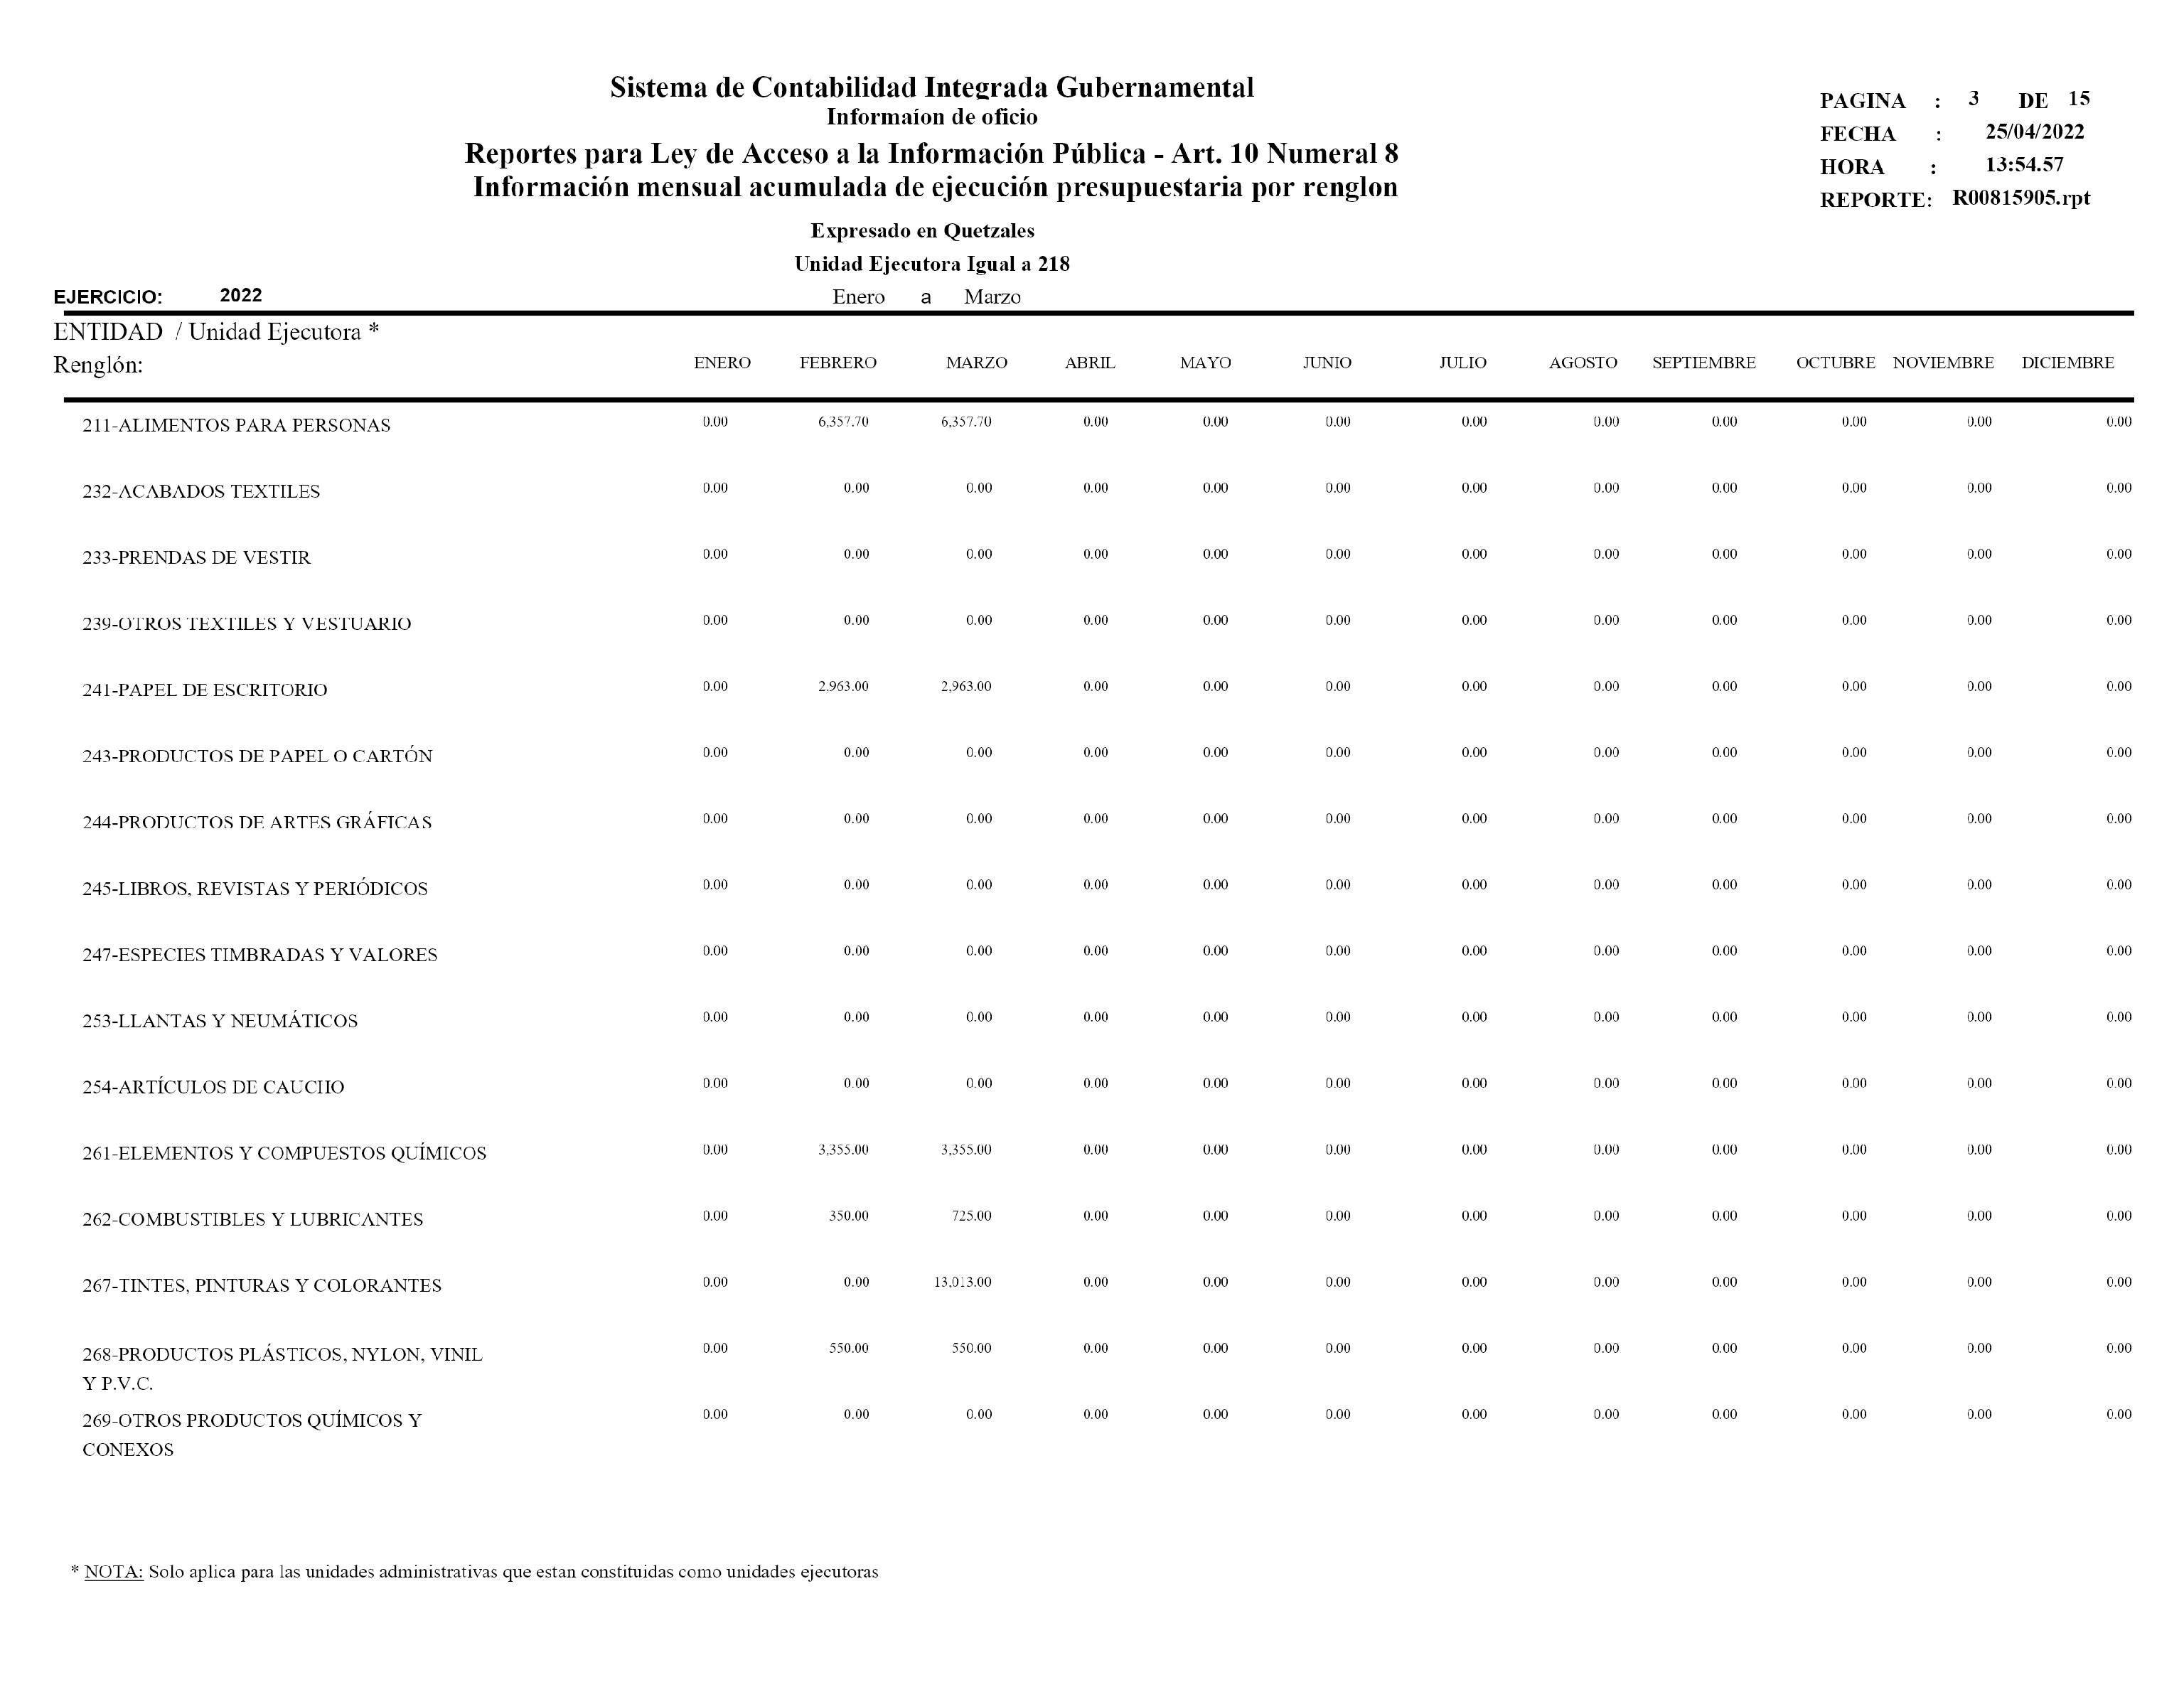 Sistema de Contabilidad Integrada Gubernamental
Informaíon de oficio
Reportes para Ley de Acceso a la Información Pública - Art. 10 Numeral 8
Información mensual acumulada de ejecución presupuestaria por renglon
Expresado en Quetzales
Unidad Ejecutora Igual a 218
PAGINA : 3 DE 15
FECHA : 25/04/2022
HORA : 13:54.57
REPORTE: R00815905.rpt
EJERCICIO: 2022 Enero a Marzo
ENTIDAD / Unidad Ejecutora *
Renglón: ENERO FEBRERO MARZO ABRIL MAYO JUNIO JULIO AGOSTO SEPTIEMBRE OCTUBRE NOVIEMBRE DICIEMBRE
211-ALIMENTOS PARA PERSONAS 0.00 6,357.70 6,357.70 0.00 0.00 0.00 0.00 0.00 0.00 0.00 0.00 0.00
232-ACABADOS TEXTILES 0.00 0.00 0.00 0.00 0.00 0.00 0.00 0.00 0.00 0.00 0.00 0.00
233-PRENDAS DE VESTIR 0.00 0.00 0.00 0.00 0.00 0.00 0.00 0.00 0.00 0.00 0.00 0.00
239-OTROS TEXTILES Y VESTUARIO 0.00 0.00 0.00 0.00 0.00 0.00 0.00 0.00 0.00 0.00 0.00 0.00
241-PAPEL DE ESCRITORIO 0.00 2,963.00 2,963.00 0.00 0.00 0.00 0.00 0.00 0.00 0.00 0.00 0.00
243-PRODUCTOS DE PAPEL O CARTÓN 0.00 0.00 0.00 0.00 0.00 0.00 0.00 0.00 0.00 0.00 0.00 0.00
244-PRODUCTOS DE ARTES GRÁFICAS 0.00 0.00 0.00 0.00 0.00 0.00 0.00 0.00 0.00 0.00 0.00 0.00
245-LIBROS, REVISTAS Y PERIÓDICOS 0.00 0.00 0.00 0.00 0.00 0.00 0.00 0.00 0.00 0.00 0.00 0.00
247-ESPECIES TIMBRADAS Y VALORES 0.00 0.00 0.00 0.00 0.00 0.00 0.00 0.00 0.00 0.00 0.00 0.00
253-LLANTAS Y NEUMÁTICOS 0.00 0.00 0.00 0.00 0.00 0.00 0.00 0.00 0.00 0.00 0.00 0.00
254-ARTÍCULOS DE CAUCHO 0.00 0.00 0.00 0.00 0.00 0.00 0.00 0.00 0.00 0.00 0.00 0.00
261-ELEMENTOS Y COMPUESTOS QUÍMICOS 0.00 3,355.00 3,355.00 0.00 0.00 0.00 0.00 0.00 0.00 0.00 0.00 0.00
262-COMBUSTIBLES Y LUBRICANTES 0.00 350.00 725.00 0.00 0.00 0.00 0.00 0.00 0.00 0.00 0.00 0.00
267-TINTES, PINTURAS Y COLORANTES 0.00 0.00 13,013.00 0.00 0.00 0.00 0.00 0.00 0.00 0.00 0.00 0.00
268-PRODUCTOS PLÁSTICOS, NYLON, VINIL 0.00 550.00 550.00 0.00 0.00 0.00 0.00 0.00 0.00 0.00 0.00 0.00
Y P.V.C.
269-OTROS PRODUCTOS QUÍMICOS Y 0.00 0.00 0.00 0.00 0.00 0.00 0.00 0.00 0.00 0.00 0.00 0.00
CONEXOS
* NOTA: Solo aplica para las unidades administrativas que estan constituidas como unidades ejecutoras